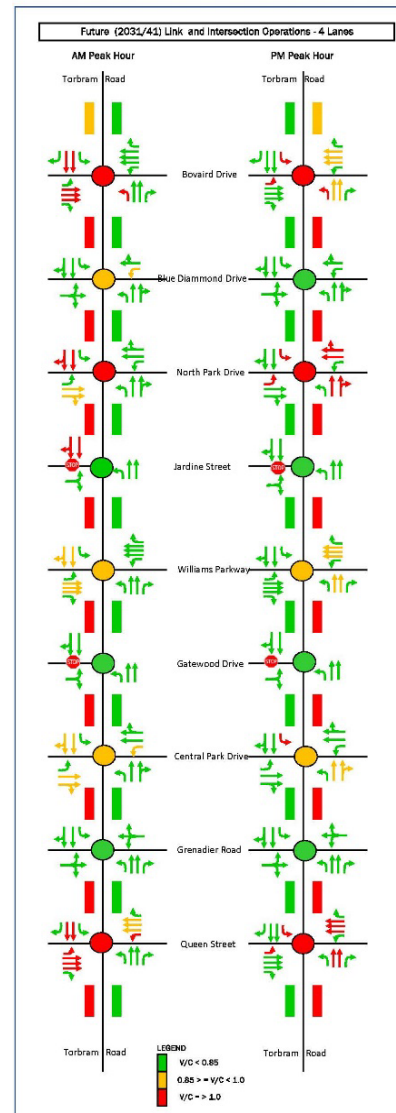 Future (2031/41) Link and Intersection Operations - 4 Lanes
AM Peak Hour
PM Peak Hour
Torbram Road
Torbram Road
Bovaird Drive
Blue Diammond Drive
North Park Drive
Jardine Street
STOP
STOP
Williams Parkway
Gatewood Drive
STOP
STOP
Central Park Drive
Grenadier Road
Queen Street
Torbram Road
Torbram Road
LEGEND
V/C < 0.85
0.85 > = V/C < 1.0
V/C = > 1.0